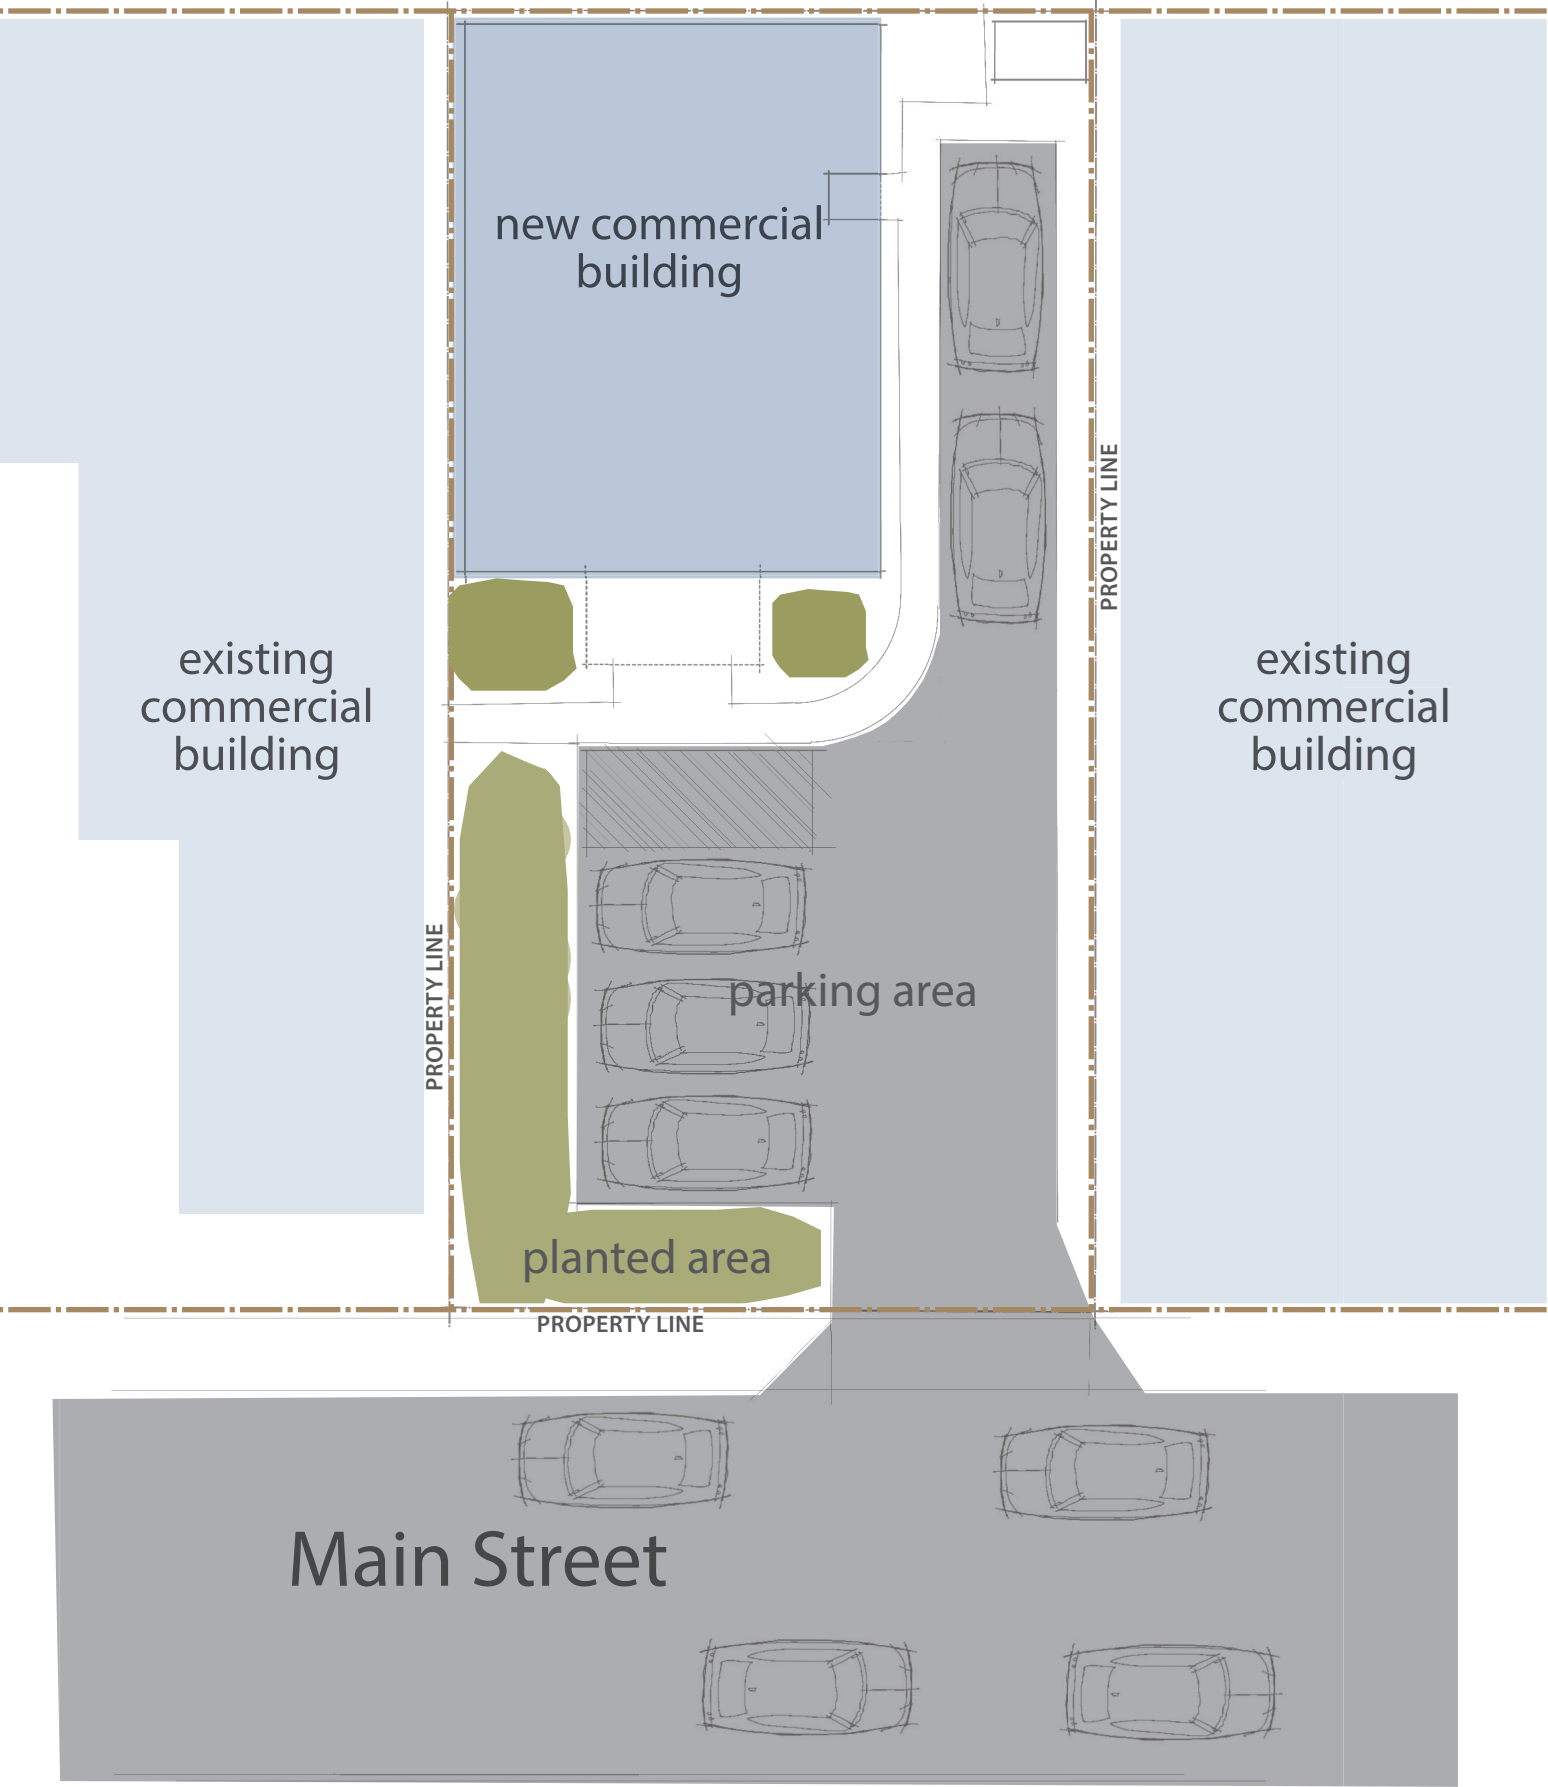 new commercial
building
PROPERTY LINE
existing
commercial
building
existing
commercial
building
PROPERTY LINE
parking area
planted area
PROPERTY LINE
Main Street